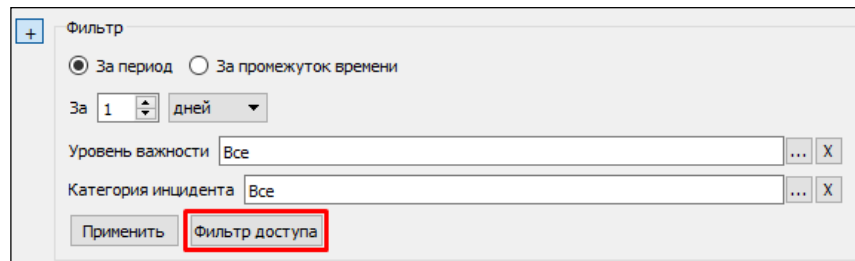 +
Фильтр
За период За промежуток времени
За 1 дней
Уровень важности Все ... X
Категория инцидента Все ... X
Применить Фильтр доступа